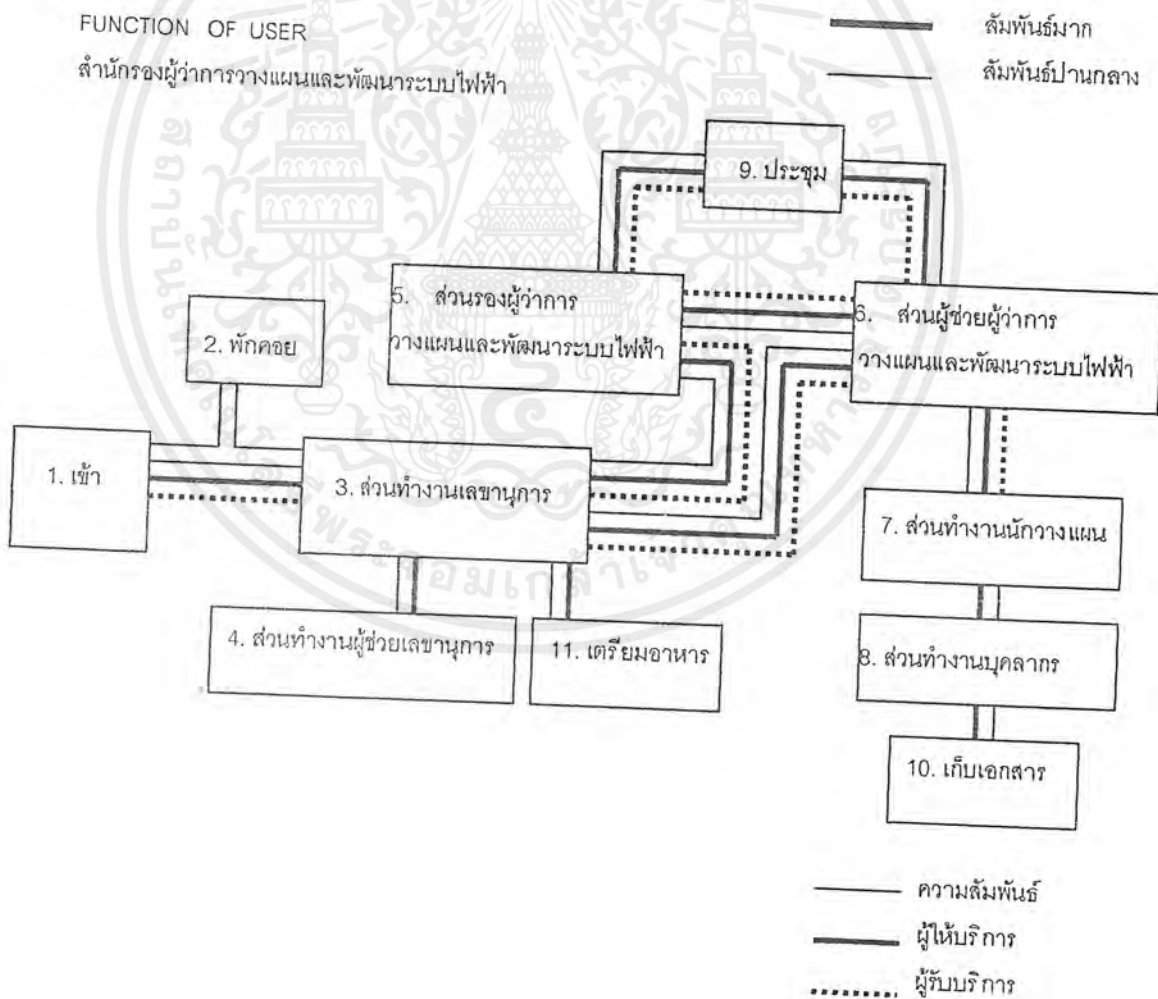 FUNCTION OF USER
สำนักรองผู้ว่าการวางแผนและพัฒนาระบบไฟฟ้า
สัมพันธ์มาก
สัมพันธ์ปานกลาง
9. ประชุม
5. ส่วนรองผู้ว่าการ
วางแผนและพัฒนาระบบไฟฟ้า
6. ส่วนผู้ช่วยผู้ว่าการ
วางแผนและพัฒนาระบบไฟฟ้า
2. พักคอย
1. เข้า
3. ส่วนทำงานเลขานุการ
7. ส่วนทำงานนักวางแผน
4. ส่วนทำงานผู้ช่วยเลขานุการ
11. เตรียมอาหาร
8. ส่วนทำงานบุคลากร
10. เก็บเอกสาร
ความสัมพันธ์
ผู้ให้บริการ
ผู้รับบริการ